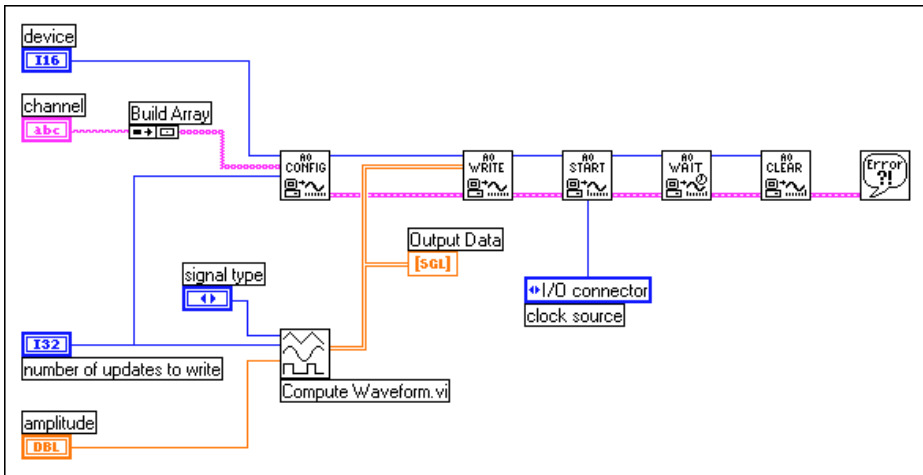 device
I16
channel
abc
Build Array
AO CONFIG
AO WRITE
AO START
AO WAIT
AO CLEAR
Error ?!
Output Data
[SGL]
signal type
I/O connector
clock source
I32
number of updates to write
Compute Waveform.vi
amplitude
DBL